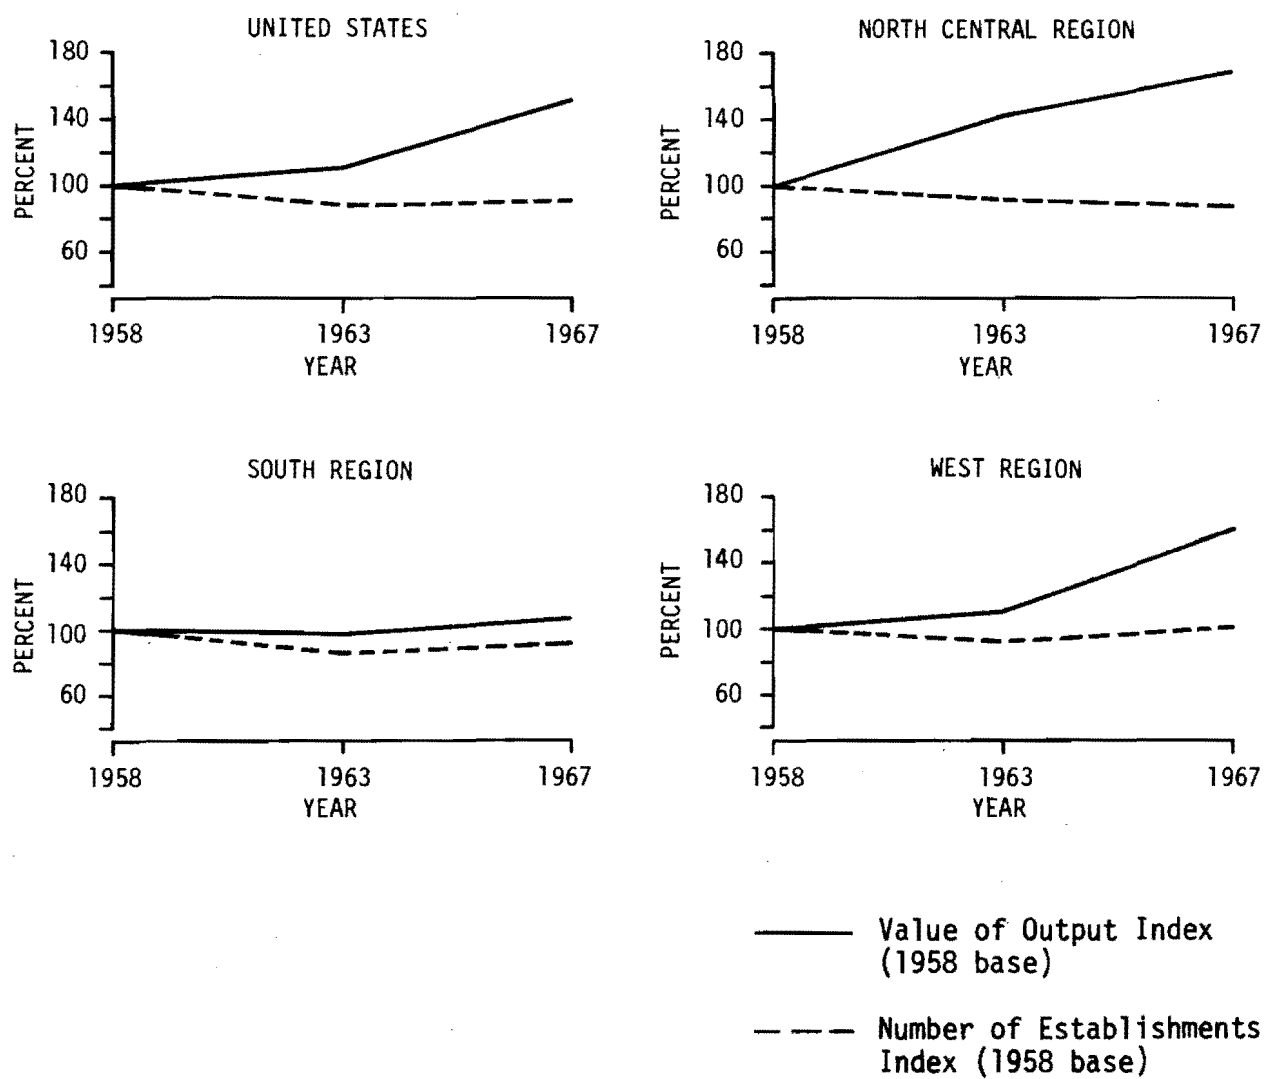 UNITED STATES
180
140
100
60
PERCENT
1958 1963 1967
YEAR
NORTH CENTRAL REGION
180
140
100
60
PERCENT
1958 1963 1967
YEAR
SOUTH REGION
180
140
100
60
PERCENT
1958 1963 1967
YEAR
WEST REGION
180
140
100
60
PERCENT
1958 1963 1967
YEAR
Value of Output Index
(1958 base)
Number of Establishments
Index (1958 base)